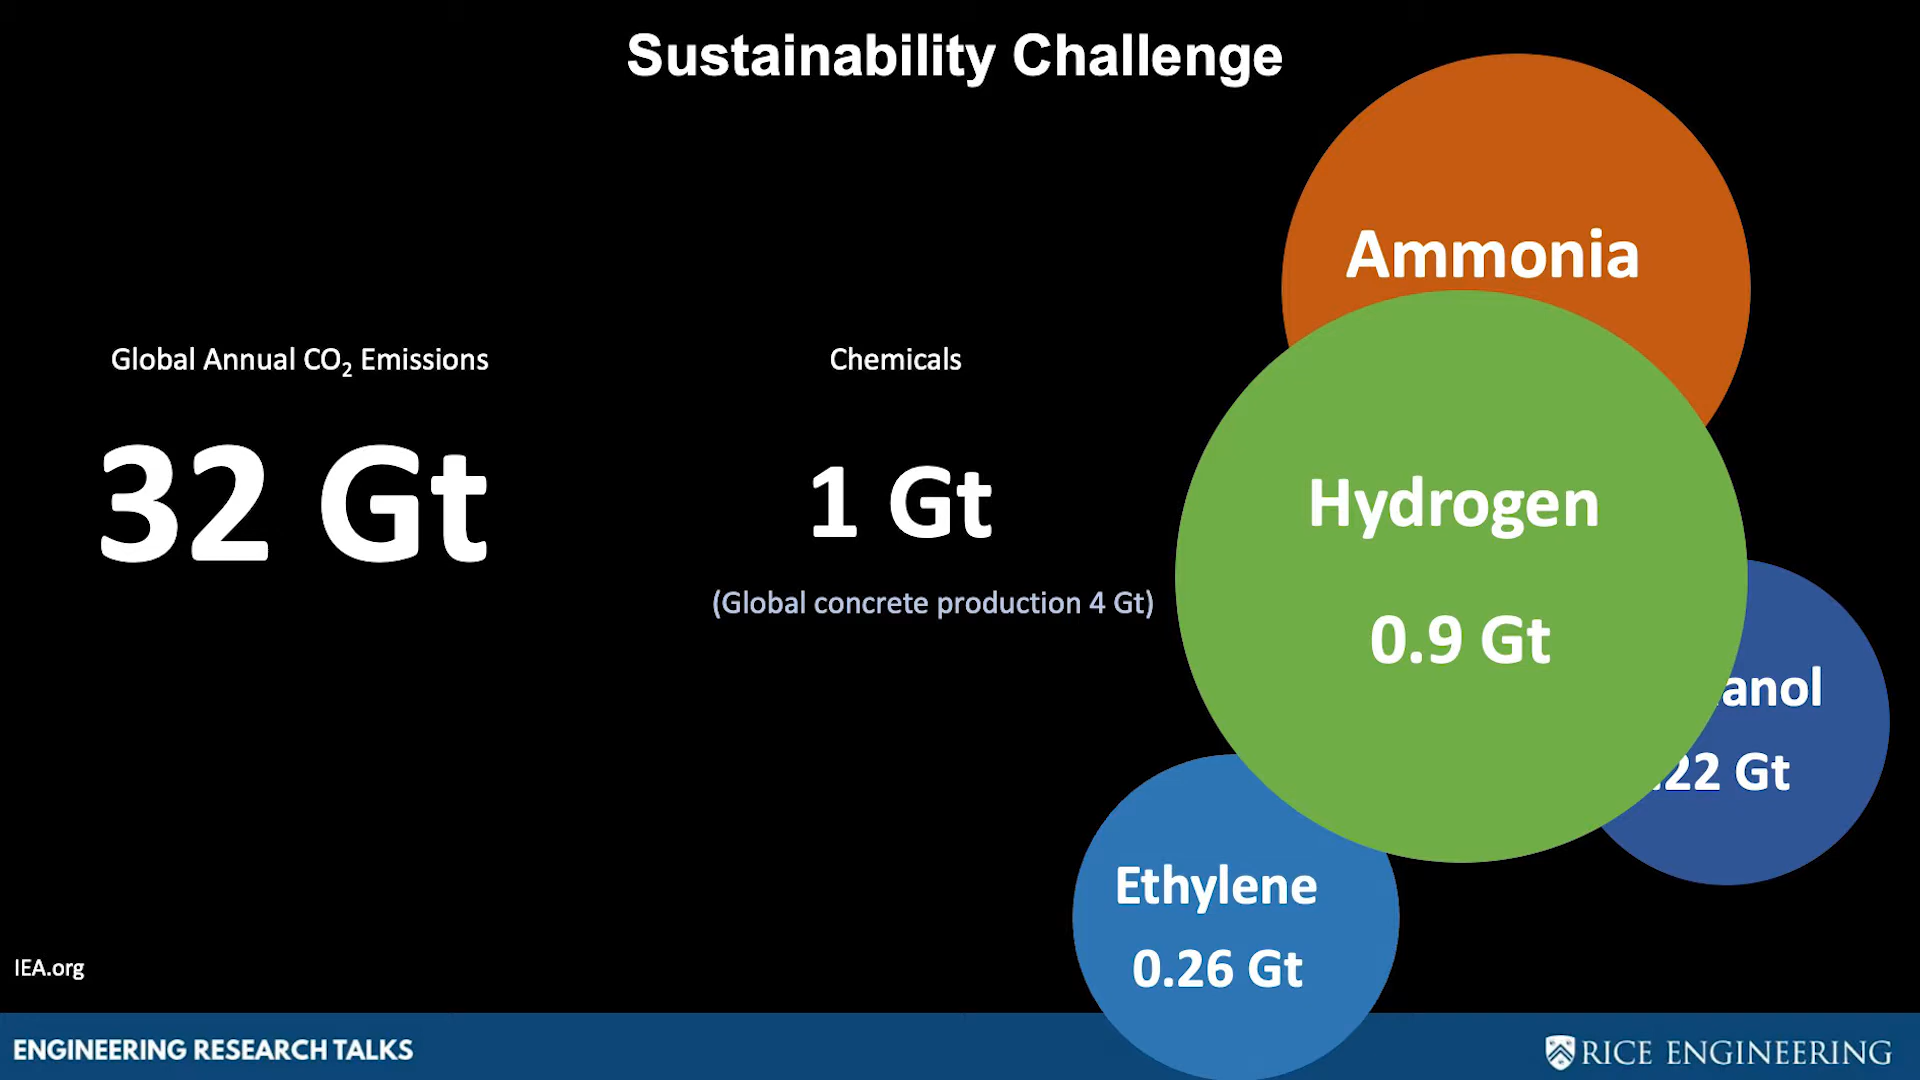 Sustainability Challenge
Global Annual CO₂ Emissions
32 Gt
Chemicals
1 Gt
(Global concrete production 4 Gt)
Ammonia
Hydrogen
0.9 Gt
anol
22 Gt
Ethylene
0.26 Gt
IEA.org
ENGINEERING RESEARCH TALKS
RICE ENGINEERING